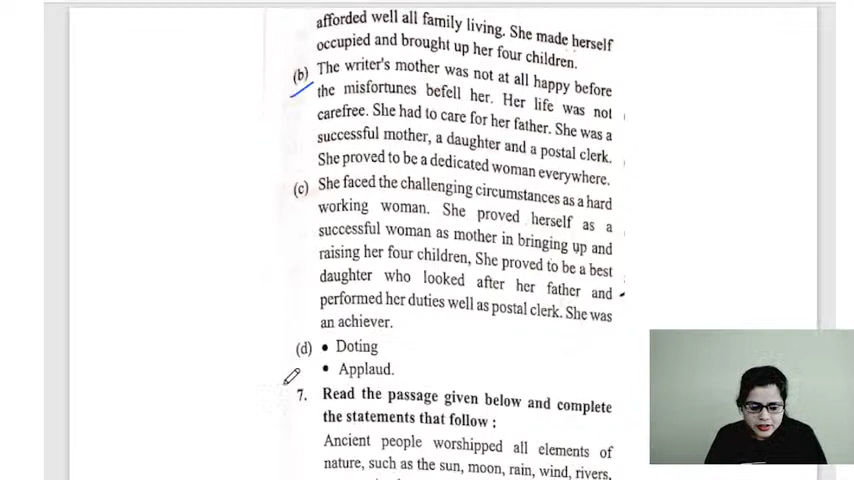 afforded well all family living. She made herself
occupied and brought up her four children.
(b) The writer's mother was not at all happy before
the misfortunes befell her. Her life was not
carefree. She had to care for her father. She was a
successful mother, a daughter and a postal clerk.
She proved to be a dedicated woman everywhere.
(c) She faced the challenging circumstances as a hard
working woman. She proved herself as a
successful woman as mother in bringing up and
raising her four children, She proved to be a best
daughter who looked after her father and
performed her duties well as postal clerk. She was
an achiever.
(d) • Doting
• Applaud.
7. Read the passage given below and complete
the statements that follow :
Ancient people worshipped all elements of
nature, such as the sun, moon, rain, wind, rivers,